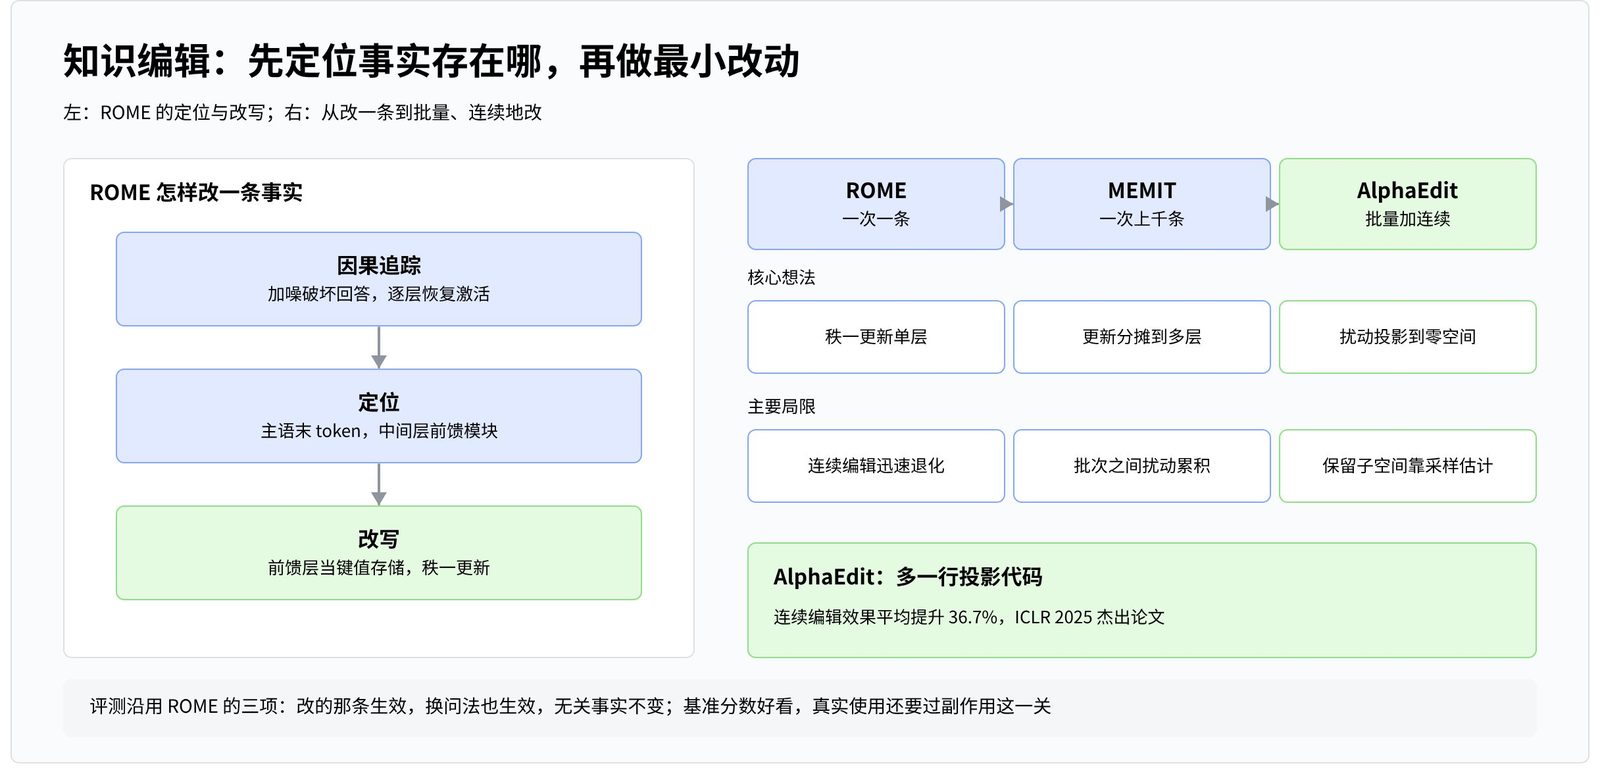 知识编辑：先定位事实存在哪，再做最小改动
左：ROME 的定位与改写；右：从改一条到批量、连续地改
ROME 怎样改一条事实
因果追踪
加噪破坏回答，逐层恢复激活
定位
主语末 token，中间层前馈模块
改写
前馈层当键值存储，秩一更新
ROME
一次一条
MEMIT
一次上千条
AlphaEdit
批量加连续
核心想法
秩一更新单层
更新分摊到多层
扰动投影到零空间
主要局限
连续编辑迅速退化
批次之间扰动累积
保留子空间靠采样估计
AlphaEdit：多一行投影代码
连续编辑效果平均提升 36.7%，ICLR 2025 杰出论文
评测沿用 ROME 的三项：改的那条生效，换问法也生效，无关事实不变；基准分数好看，真实使用还要过副作用这一关